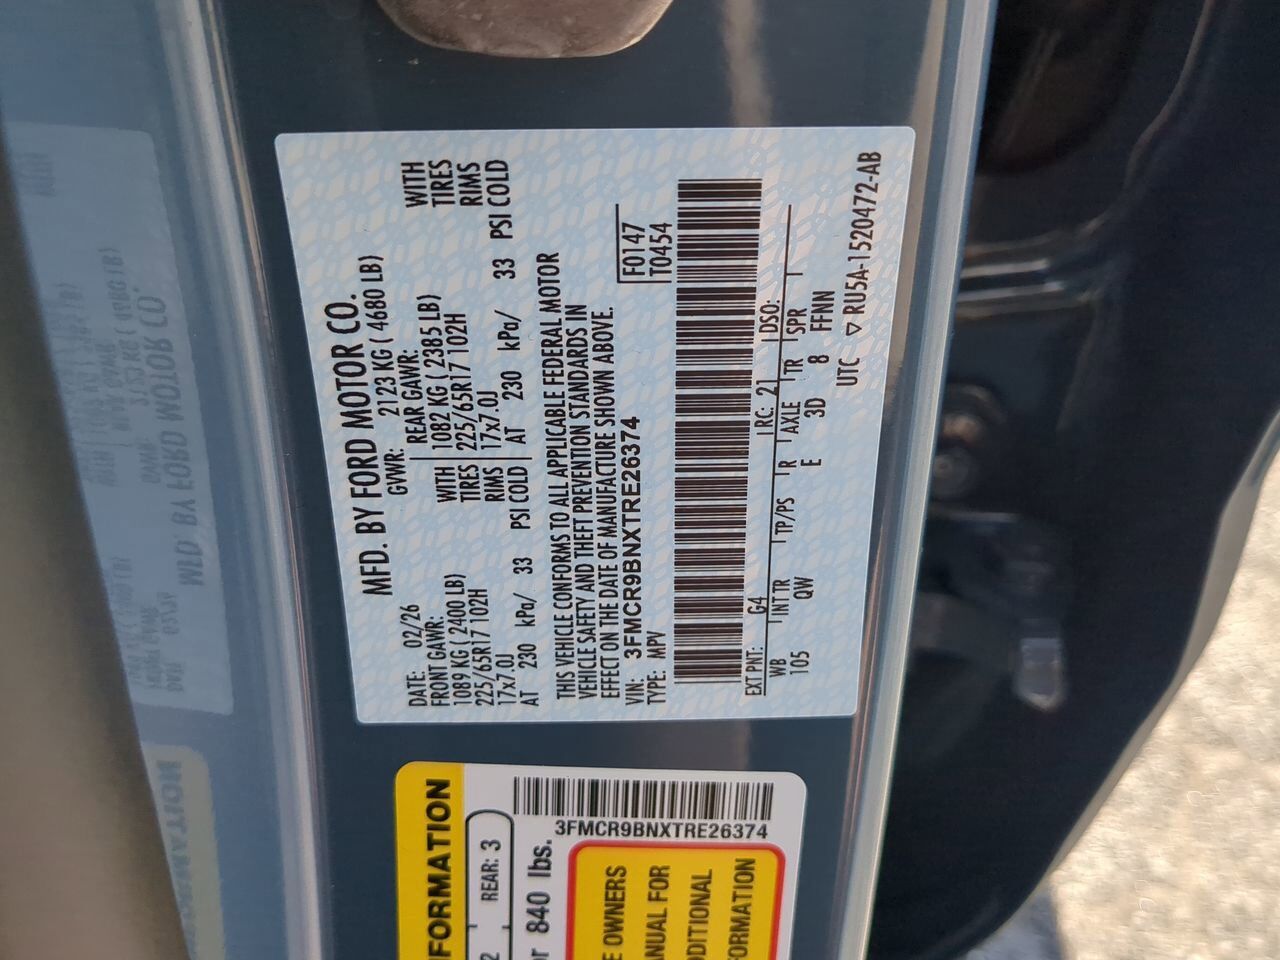 MFD. BY FORD MOTOR CO.
DATE: 02/26 GVWR: 2123 KG ( 4680 LB)
FRONT GAWR: REAR GAWR:
1089 KG ( 2400 LB) WITH 1082 KG ( 2385 LB) WITH
225/65R17 102H TIRES 225/65R17 102H TIRES
17x7.0J RIMS 17x7.0J RIMS
AT 230 kPa/ 33 PSI COLD AT 230 kPa/ 33 PSI COLD
THIS VEHICLE CONFORMS TO ALL APPLICABLE FEDERAL MOTOR
VEHICLE SAFETY AND THEFT PREVENTION STANDARDS IN
EFFECT ON THE DATE OF MANUFACTURE SHOWN ABOVE.
VIN: 3FMCR9BNXTRE26374 F0147
TYPE: MPV T0454
EXT PNT: G4 RC: 21 DSO:
WB INT TR TP/PS R AXLE TR SPR
105 QW E 3D 8 FFNN
UTC ▽ RU5A-1520472-AB
FORMATION
2 REAR: 3
3FMCR9BNXTRE26374
or 840 lbs.
E OWNERS
ANUAL FOR
DDITIONAL
FORMATION